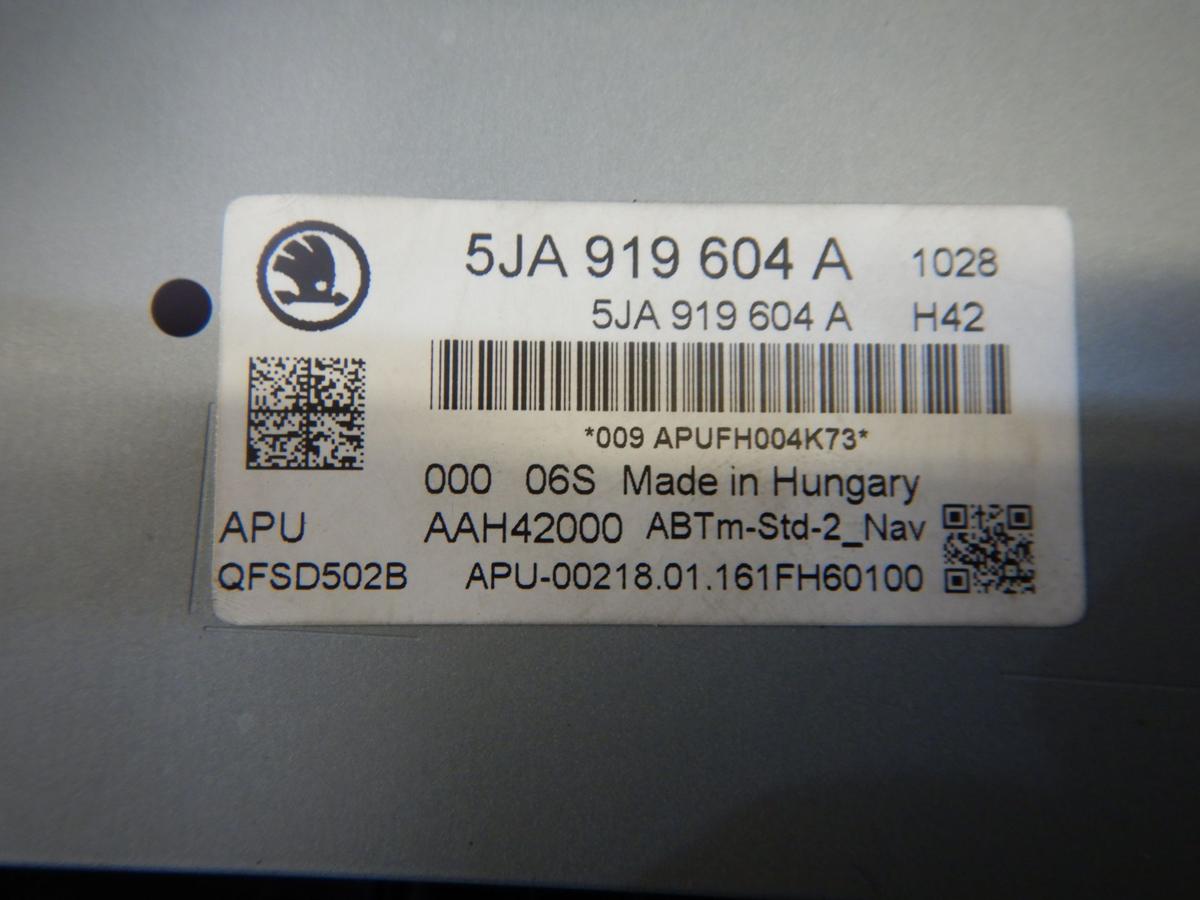 5JA 919 604 A 1028
5JA 919 604 A H42
*009 APUFH004K73*
000 06S Made in Hungary
APU AAH42000 ABTm-Std-2_Nav
QFSD502B APU-00218.01.161FH60100